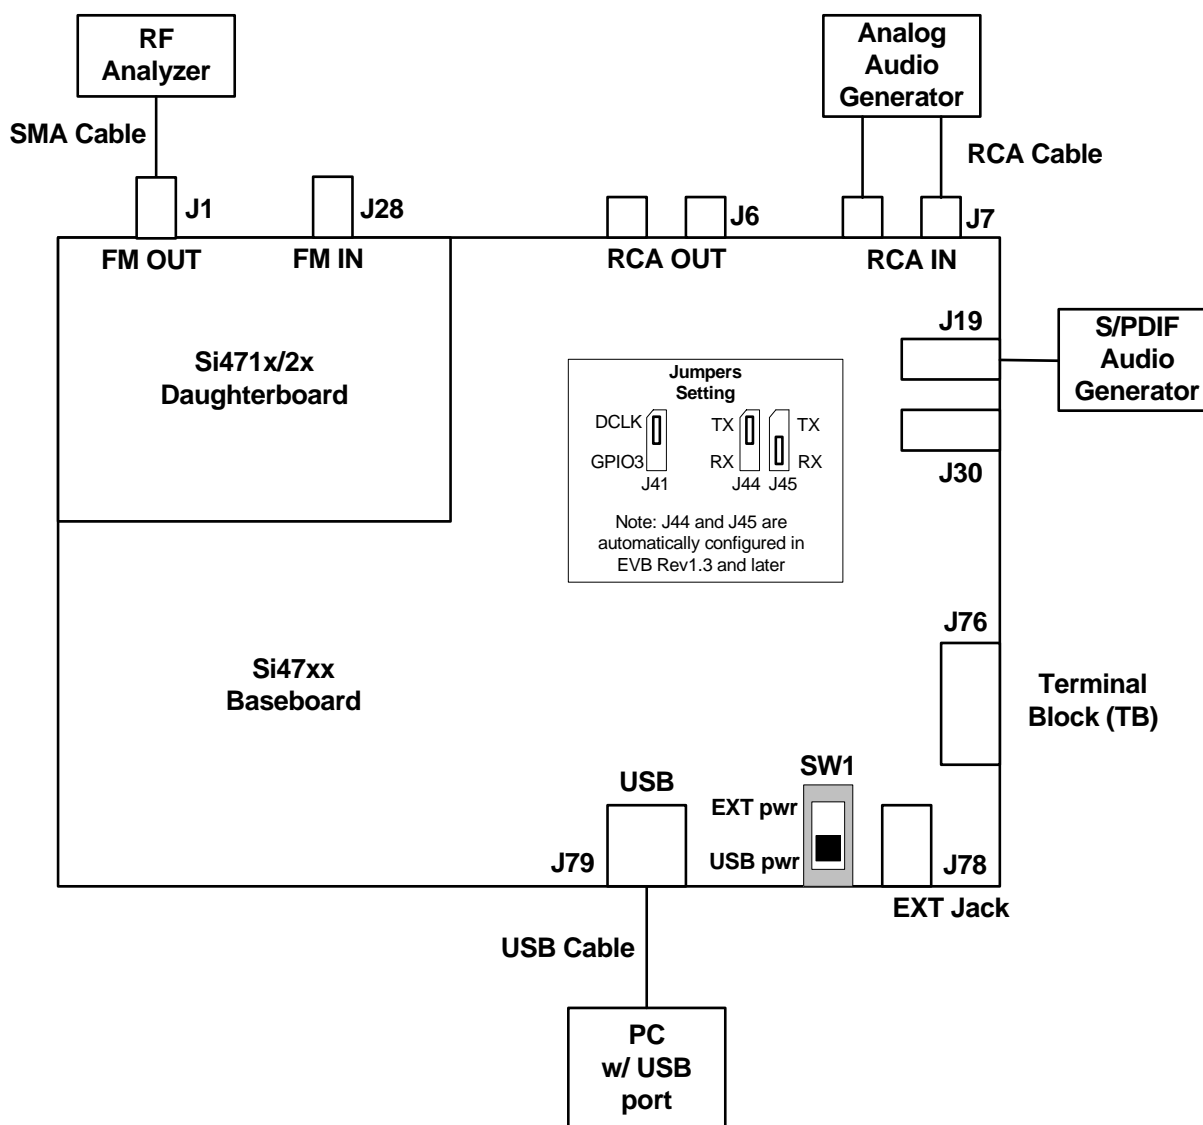 RF
Analyzer
Analog
Audio
Generator
SMA Cable
RCA Cable
J1
J28
J6
J7
FM OUT
FM IN
RCA OUT
RCA IN
J19
S/PDIF
Audio
Generator
Si471x/2x
Daughterboard
Jumpers
Setting
DCLK
TX
TX
GPIO3
RX
RX
J41
J44
J45
Note: J44 and J45 are
automatically configured in
EVB Rev1.3 and later
J30
J76
Si47xx
Baseboard
Terminal
Block (TB)
SW1
USB
EXT pwr
USB pwr
J79
J78
EXT Jack
USB Cable
PC
w/ USB
port